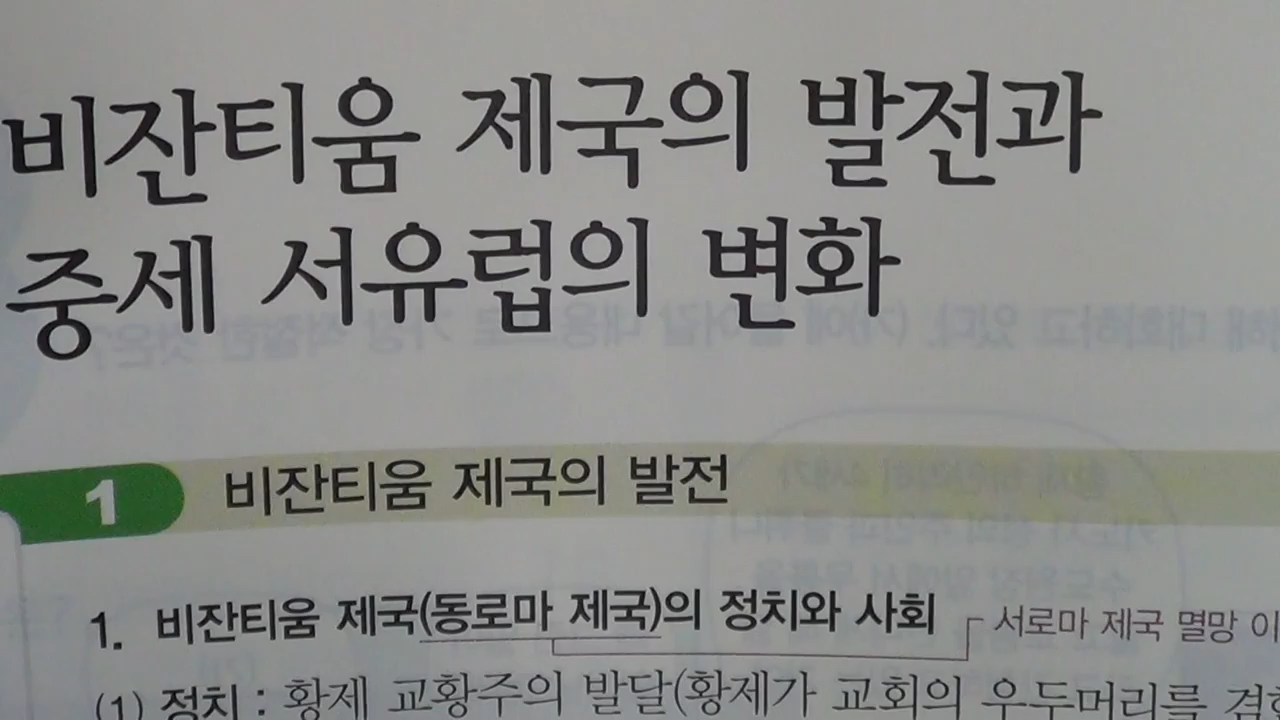 비잔티움 제국의 발전과
중세 서유럽의 변화
1 비잔티움 제국의 발전
1. 비잔티움 제국(동로마 제국)의 정치와 사회 서로마 제국 멸망 이
(1) 정치 : 황제 교황주의 발달(황제가 교회의 우두머리를